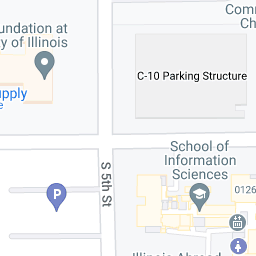 Comm
Ch
undation at
y of Illinois
C-10 Parking Structure
upply
e
S 5th St
School of
Information
Sciences
0126
P
Illinois Abroad